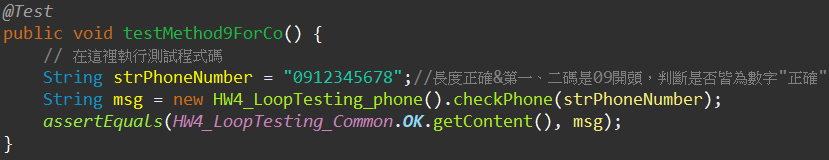 @Test
public void testMethod9ForCo() {
// 在這裡執行測試程式碼
String strPhoneNumber = "0912345678";//長度正確&第一、二碼是09開頭，判斷是否皆為數字"正確"
String msg = new HW4_LoopTesting_phone().checkPhone(strPhoneNumber);
assertEquals(HW4_LoopTesting_Common.OK.getContent(), msg);
}